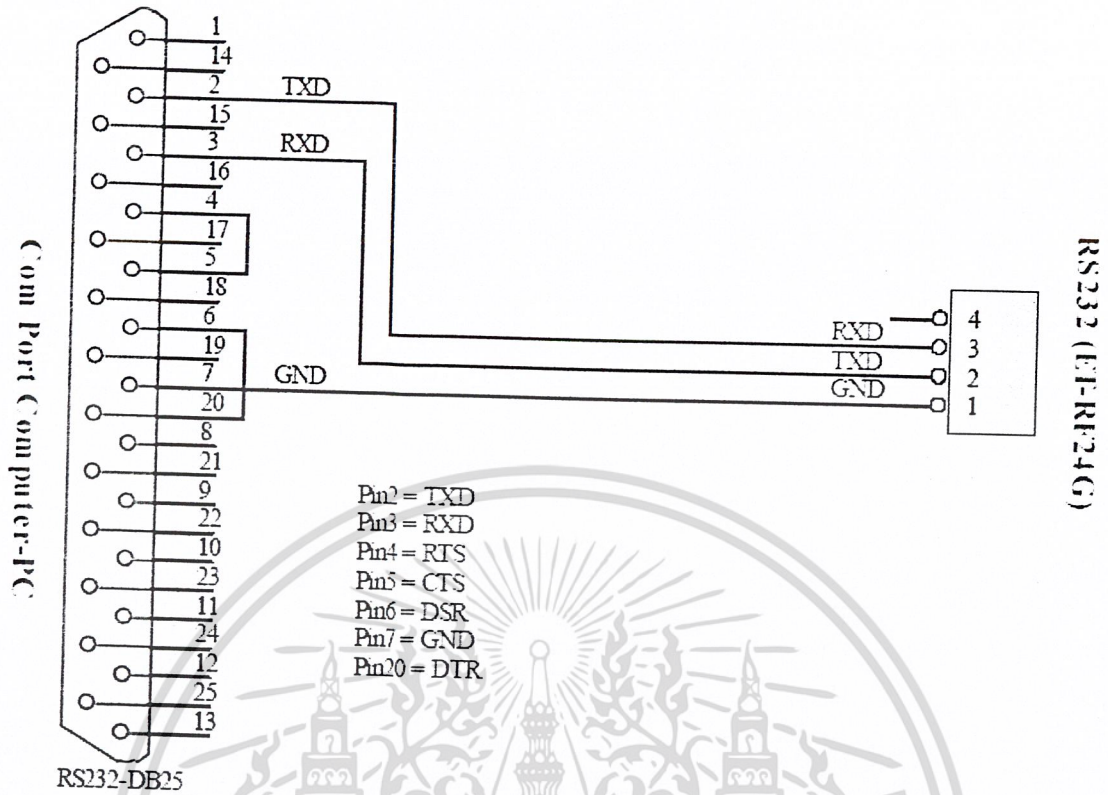 1
14
2 TXD
15
3 RXD
16
4
17
5
18
6
19
7 GND
20
8
21
9
22
10
23
11
24
12
25
13
RS232-DB25
Com Port Computer-PC
RXD 4
TXD 3
GND 2
1
RS232 (ET-RF24G)
Pin2 = TXD
Pin3 = RXD
Pin4 = RTS
Pin5 = CTS
Pin6 = DSR
Pin7 = GND
Pin20 = DTR